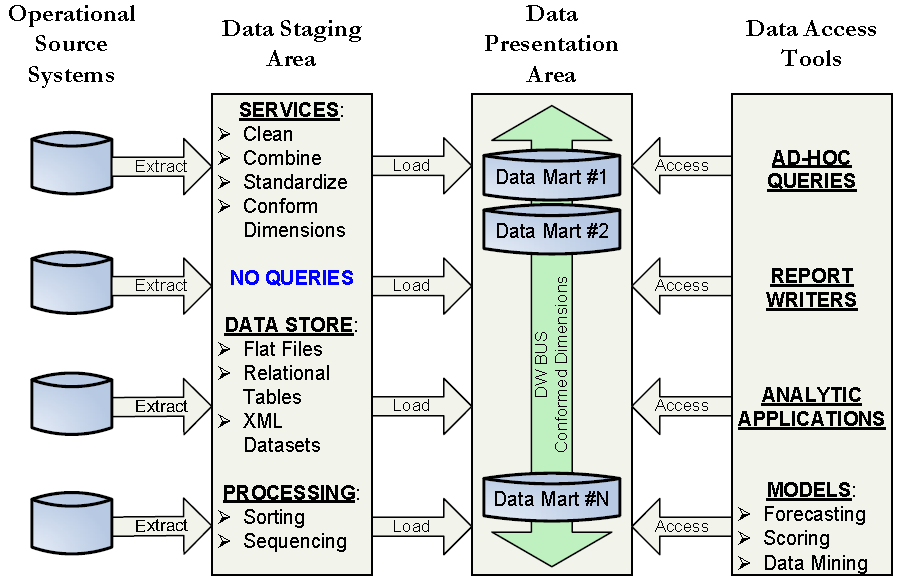 Operational
Source
Systems
Data Staging
Area
Data
Presentation
Area
Data Access
Tools
SERVICES:
➢ Clean
➢ Combine
➢ Standardize
➢ Conform
Dimensions
NO QUERIES
DATA STORE:
➢ Flat Files
➢ Relational
Tables
➢ XML
Datasets
PROCESSING:
➢ Sorting
➢ Sequencing
Extract
Extract
Extract
Extract
Load
Load
Load
Load
Data Mart #1
Data Mart #2
DW BUS
Conformed Dimensions
Data Mart #N
Access
Access
Access
Access
AD-HOC
QUERIES
REPORT
WRITERS
ANALYTIC
APPLICATIONS
MODELS:
➢ Forecasting
➢ Scoring
➢ Data Mining